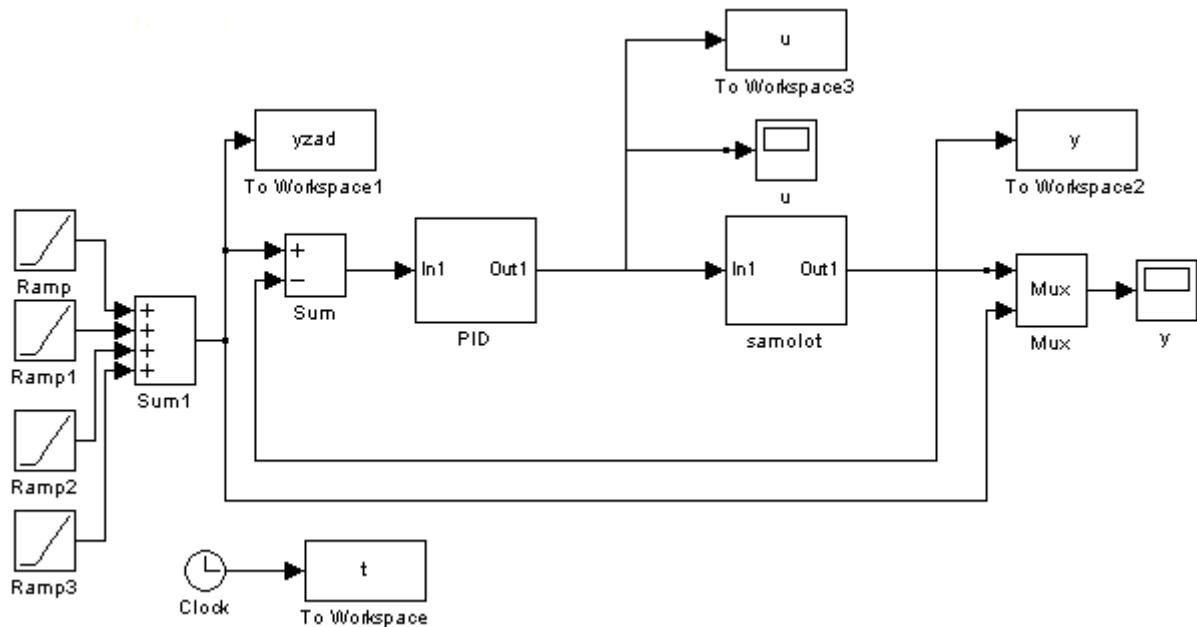 u
To Workspace3
yzad
To Workspace1
u
y
To Workspace2
Ramp
+
−
Sum
In1 Out1
PID
In1 Out1
samolot
Mux
Mux
y
Ramp1
+
+
+
+
Sum1
Ramp2
Ramp3
Clock
t
To Workspace